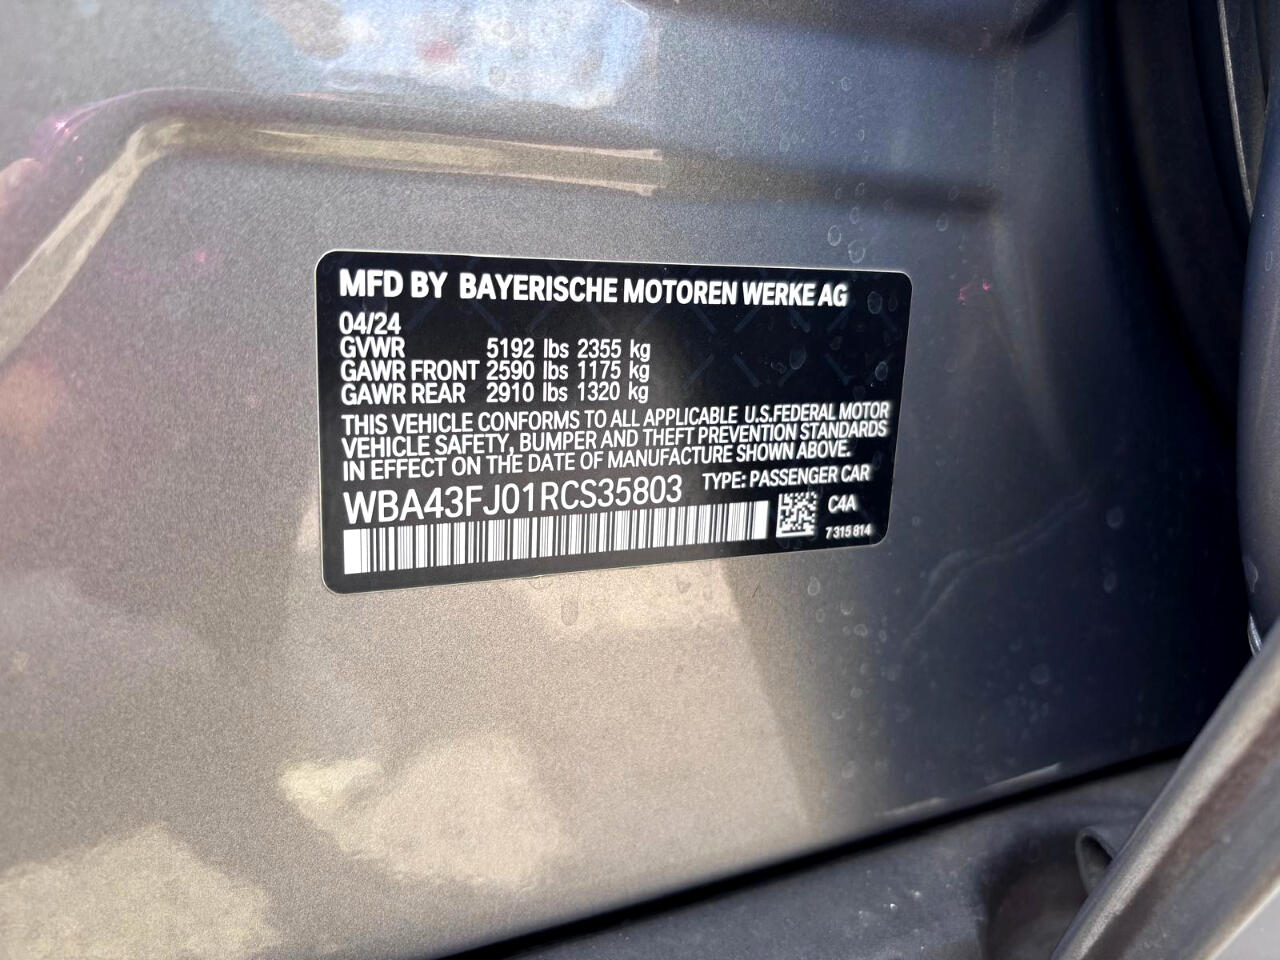 MFD BY BAYERISCHE MOTOREN WERKE AG
04/24
GVWR 5192 lbs 2355 kg
GAWR FRONT 2590 lbs 1175 kg
GAWR REAR 2910 lbs 1320 kg
THIS VEHICLE CONFORMS TO ALL APPLICABLE U.S.FEDERAL MOTOR
VEHICLE SAFETY, BUMPER AND THEFT PREVENTION STANDARDS
IN EFFECT ON THE DATE OF MANUFACTURE SHOWN ABOVE.
WBA43FJ01RCS35803 TYPE: PASSENGER CAR
C4A
7 315 814